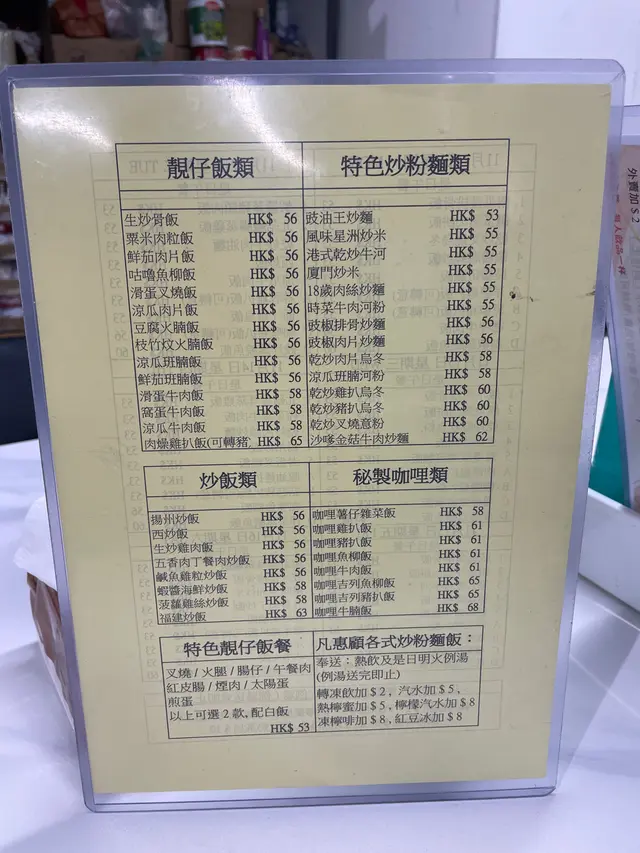 靚仔飯類
生炒骨飯 HK$ 56
粟米肉粒飯 HK$ 56
鮮茄肉片飯 HK$ 56
咕嚕魚柳飯 HK$ 56
滑蛋叉燒飯 HK$ 56
涼瓜肉片飯 HK$ 56
豆腐火腩飯 HK$ 56
枝竹炆火腩飯 HK$ 56
涼瓜班腩飯 HK$ 56
鮮茄班腩飯 HK$ 56
滑蛋牛肉飯 HK$ 58
窩蛋牛肉飯 HK$ 58
涼瓜牛肉飯 HK$ 58
肉燥雞扒飯(可轉豬) HK$ 65
特色炒粉麵類
豉油王炒麵 HK$ 53
風味星洲炒米 HK$ 55
港式乾炒牛河 HK$ 55
廈門炒米 HK$ 55
18歲肉絲炒麵 HK$ 55
時菜牛肉河粉 HK$ 55
豉椒排骨炒麵 HK$ 56
豉椒肉片炒麵 HK$ 56
乾炒肉片烏冬 HK$ 58
涼瓜班腩河粉 HK$ 58
乾炒雞扒烏冬 HK$ 60
乾炒豬扒烏冬 HK$ 60
乾炒叉燒意粉 HK$ 60
沙嗲金菇牛肉炒麵 HK$ 62
炒飯類
揚州炒飯 HK$ 56
西炒飯 HK$ 56
生炒雞肉飯 HK$ 56
五香肉丁餐肉炒飯 HK$ 56
鹹魚雞粒炒飯 HK$ 56
蝦醬海鮮炒飯 HK$ 58
菠蘿雞絲炒飯 HK$ 58
福建炒飯 HK$ 63
秘製咖哩類
咖哩薯仔雜菜飯 HK$ 58
咖哩雞扒飯 HK$ 61
咖哩豬扒飯 HK$ 61
咖哩魚柳飯 HK$ 61
咖哩牛肉飯 HK$ 61
咖哩吉列魚柳飯 HK$ 65
咖哩吉列豬扒飯 HK$ 65
咖哩牛腩飯 HK$ 68
特色靚仔飯餐
叉燒 / 火腿 / 腸仔 / 午餐肉
紅皮腸 / 煙肉 / 太陽蛋
煎蛋
以上可選 2 款, 配白飯
HK$ 53
凡惠顧各式炒粉麵飯：
奉送：熱飲及是日明火例湯
(例湯送完即止)
轉凍飲加 $ 2 , 汽水加 $ 5 ,
熱檸蜜加 $ 5 , 檸檬汽水加 $ 8
凍檸啡加 $ 8 , 紅豆冰加 $ 8
外賣加 $ 2